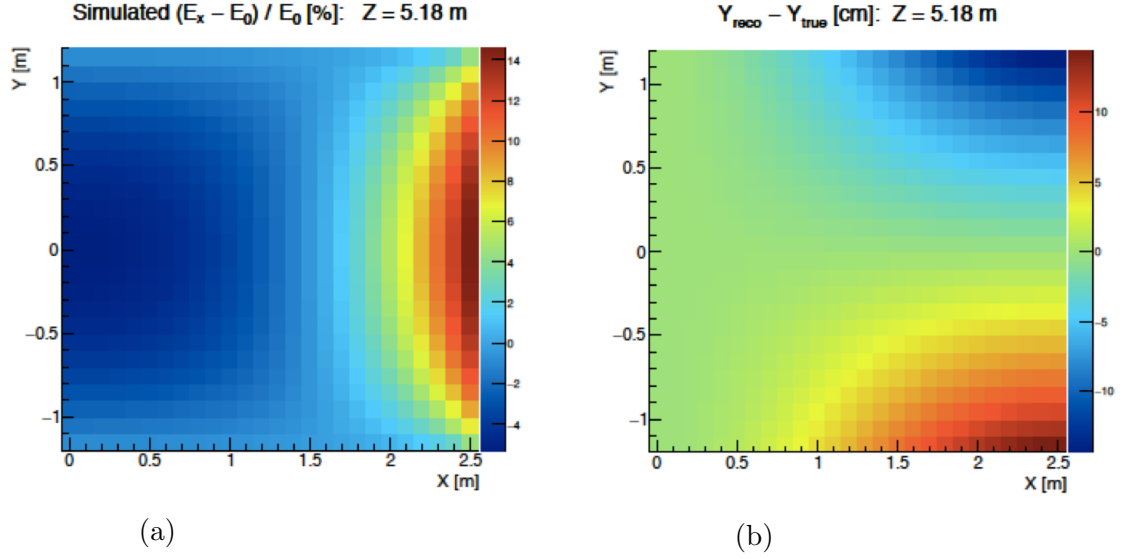 Simulated (Eₓ – E₀) / E₀ [%]: Z = 5.18 m
Y [m]
1
0.5
0
−0.5
−1
0 0.5 1 1.5 2 2.5
X [m]
14
12
10
8
6
4
2
0
−2
−4
(a)
Y_reco – Y_true [cm]: Z = 5.18 m
Y [m]
1
0.5
0
−0.5
−1
0 0.5 1 1.5 2 2.5
X [m]
10
5
0
−5
−10
(b)